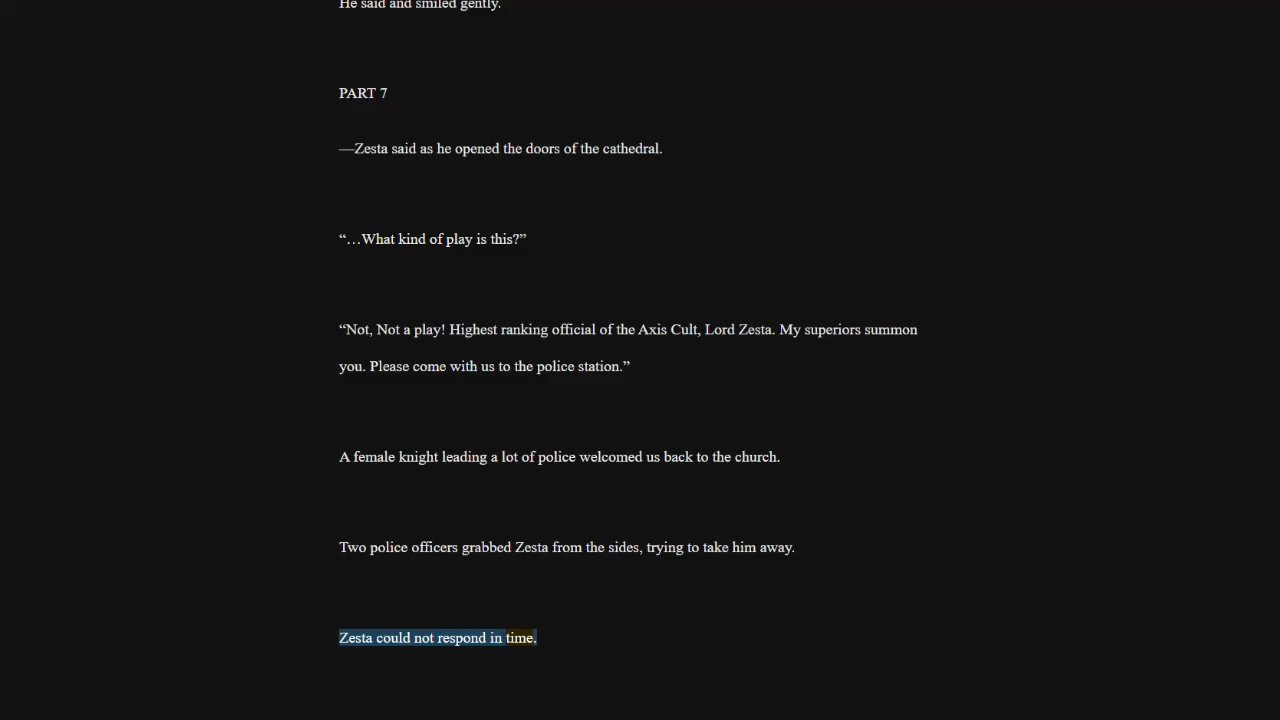 He said and smiled gently.
PART 7
—Zesta said as he opened the doors of the cathedral.
“…What kind of play is this?”
“Not, Not a play! Highest ranking official of the Axis Cult, Lord Zesta. My superiors summon
you. Please come with us to the police station.”
A female knight leading a lot of police welcomed us back to the church.
Two police officers grabbed Zesta from the sides, trying to take him away.
Zesta could not respond in time.